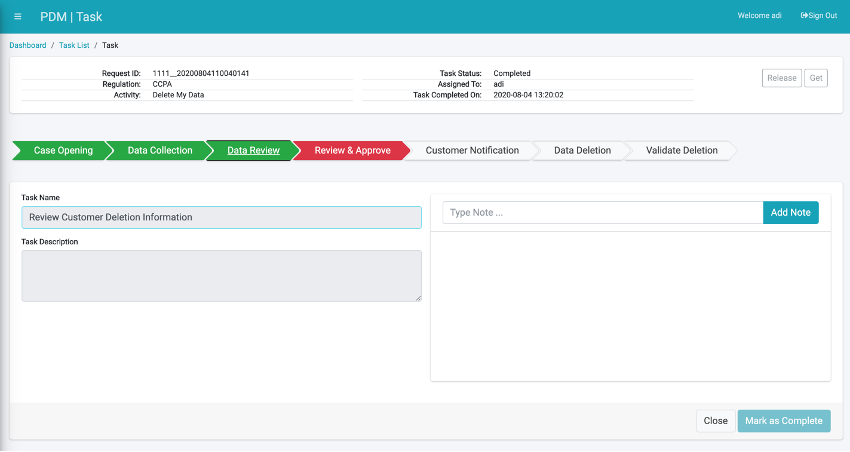 PDM | Task
Welcome adi
Sign Out
Dashboard / Task List / Task
Request ID: 1111__20200804110040141
Regulation: CCPA
Activity: Delete My Data
Task Status: Completed
Assigned To: adi
Task Completed On: 2020-08-04 13:20:02
Release
Get
Case Opening
Data Collection
Data Review
Review & Approve
Customer Notification
Data Deletion
Validate Deletion
Task Name
Review Customer Deletion Information
Task Description
Type Note ...
Add Note
Close
Mark as Complete